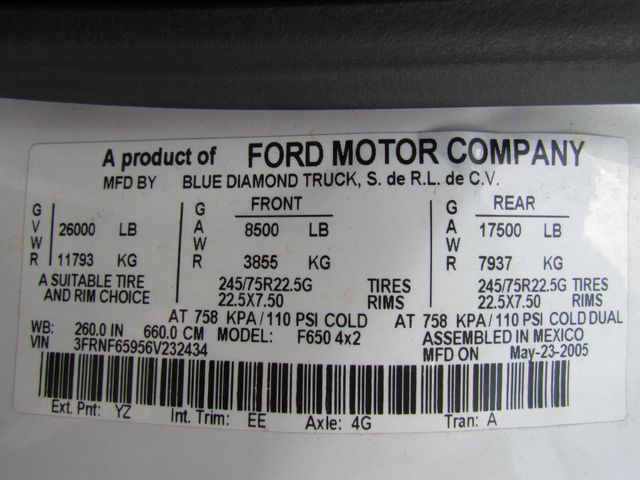 A product of FORD MOTOR COMPANY
MFD BY BLUE DIAMOND TRUCK, S. de R.L. de C.V.
GVWR 26000 LB 11793 KG
GAWR FRONT 8500 LB 3855 KG
GAWR REAR 17500 LB 7937 KG
A SUITABLE TIRE 245/75R22.5G TIRES 245/75R22.5G TIRES
AND RIM CHOICE 22.5X7.50 RIMS 22.5X7.50 RIMS
AT 758 KPA/110 PSI COLD AT 758 KPA/110 PSI COLD DUAL
WB: 260.0 IN 660.0 CM MODEL: F650 4x2 ASSEMBLED IN MEXICO
VIN 3FRNF65956V232434 MFD ON May-23-2005
Ext. Pnt: YZ Int. Trim: EE Axle: 4G Tran: A